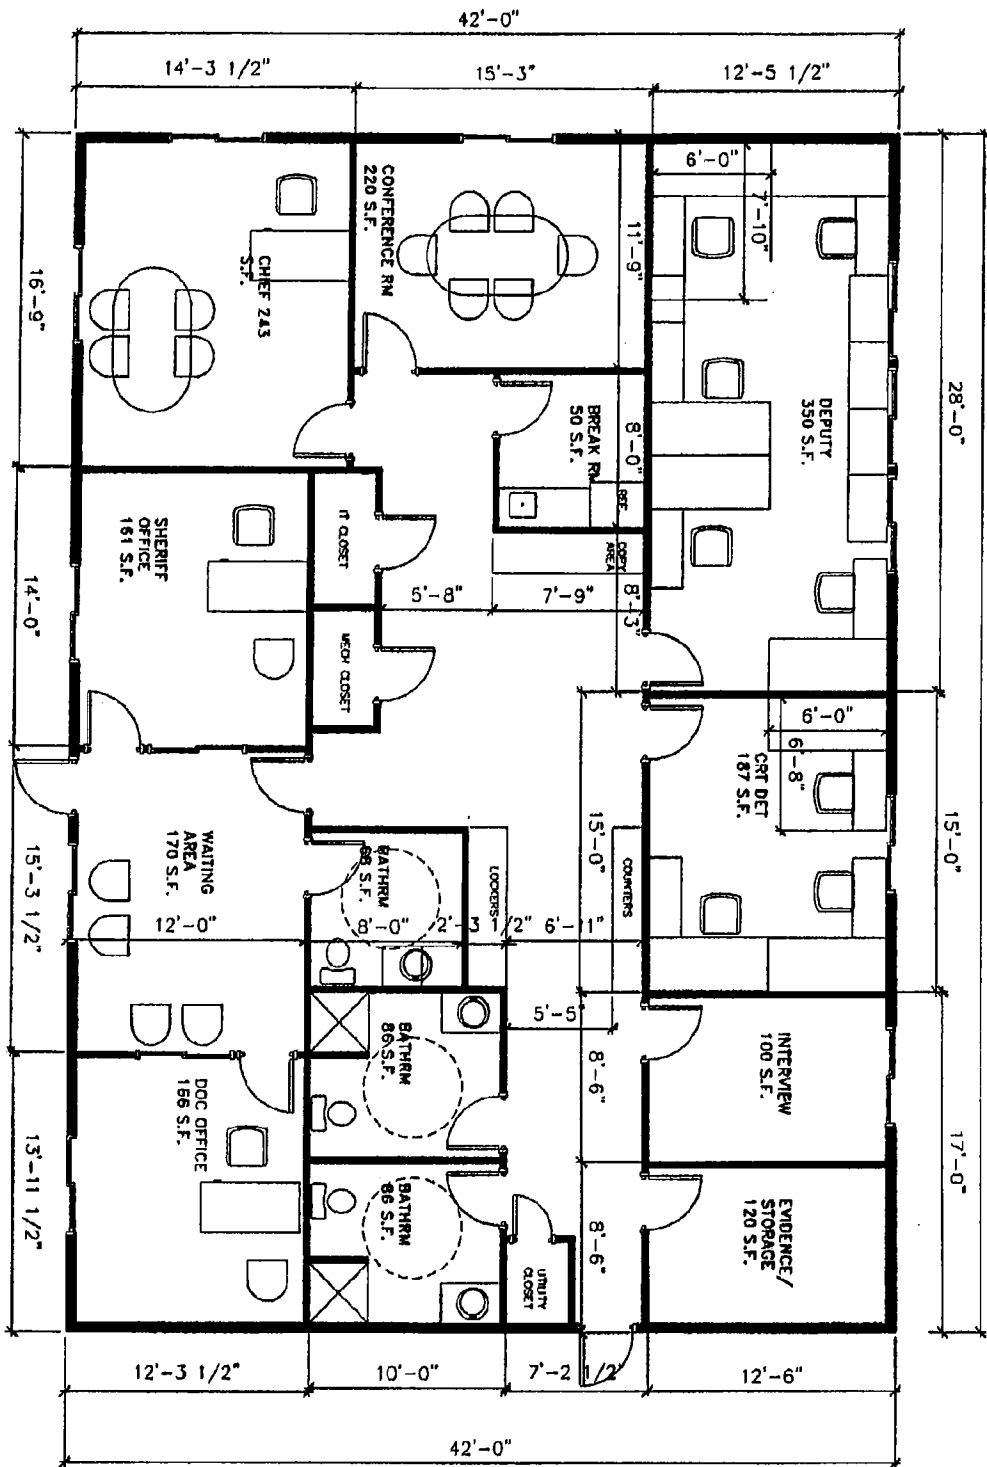 42'-0"
14'-3 1/2"
15'-3"
12'-5 1/2"
6'-0"
7'-10"
CONFERENCE RM
220 S.F.
11'-9"
CHIEF 243
S.F.
16'-9"
28'-0"
DEPUTY
350 S.F.
BREAK RM
50 S.F.
8'-0"
REF.
COPY
AREA
IT CLOSET
SHERIFF
OFFICE
161 S.F.
14'-0"
5'-8"
7'-9"
8'-3"
MECH CLOSET
6'-0"
6'-8"
CRT DET
187 S.F.
15'-0"
15'-0"
WAITING
AREA
170 S.F.
15'-3 1/2"
BATHRM
68 S.F.
LOCKERS
COUNTERS
12'-0"
8'-0"
2'-3 1/2"
6'-11"
5'-5"
BATHRM
86 S.F.
8'-6"
INTERVIEW
100 S.F.
17'-0"
DOC OFFICE
166 S.F.
13'-11 1/2"
BATHRM
86 S.F.
8'-6"
EVIDENCE/
STORAGE
120 S.F.
UTILITY
CLOSET
12'-3 1/2"
10'-0"
7'-2 1/2"
12'-6"
42'-0"